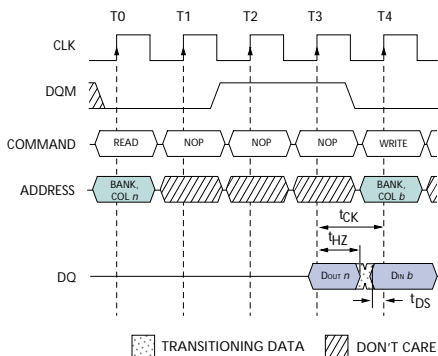 T0 T1 T2 T3 T4
CLK
DQM
COMMAND READ NOP NOP NOP WRITE
ADDRESS BANK, COL n BANK, COL b
tCK
tHZ
DQ DOUT n DIN b
tDS
TRANSITIONING DATA DON'T CARE